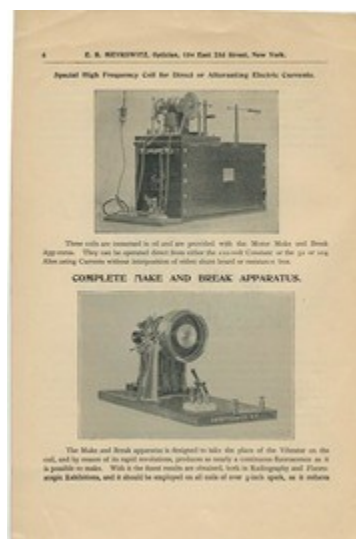 6 E. B. MEYROWITZ, Optician, 104 East 23d Street, New York.
Special High Frequency Coil for Direct or Alternating Electric Currents.
These coils are immersed in oil and are provided with the Motor Make and Break
Apparatus. They can be operated direct from either the 110-volt Constant or the 52 or 104
Alternating Currents without interposition of either shunt board or resistance box.
COMPLETE MAKE AND BREAK APPARATUS.
The Make and Break apparatus is designed to take the place of the Vibrator on the
coil, and by reason of its rapid revolutions, produces as nearly a continuous fluorescence as it
is possible to make. With it the finest results are obtained, both in Radiography and Fluoro-
scopic Exhibitions, and it should be employed on all coils of over 4-inch spark, as it reduces